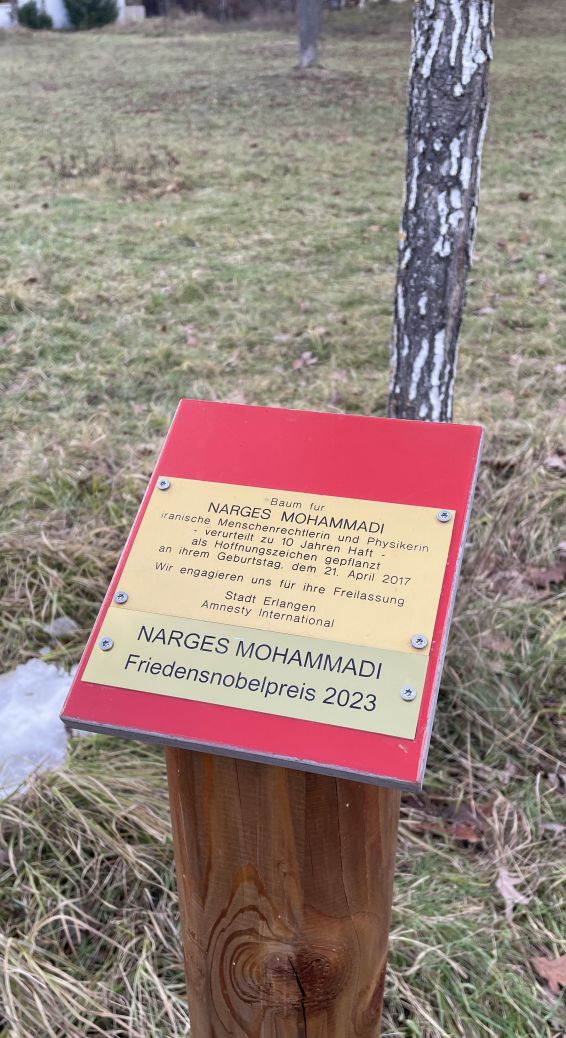 Baum für
NARGES MOHAMMADI
iranische Menschenrechtlerin und Physikerin
- verurteilt zu 10 Jahren Haft -
als Hoffnungszeichen gepflanzt
an ihrem Geburtstag, dem 21. April 2017
Wir engagieren uns für ihre Freilassung
Stadt Erlangen
Amnesty International
NARGES MOHAMMADI
Friedensnobelpreis 2023